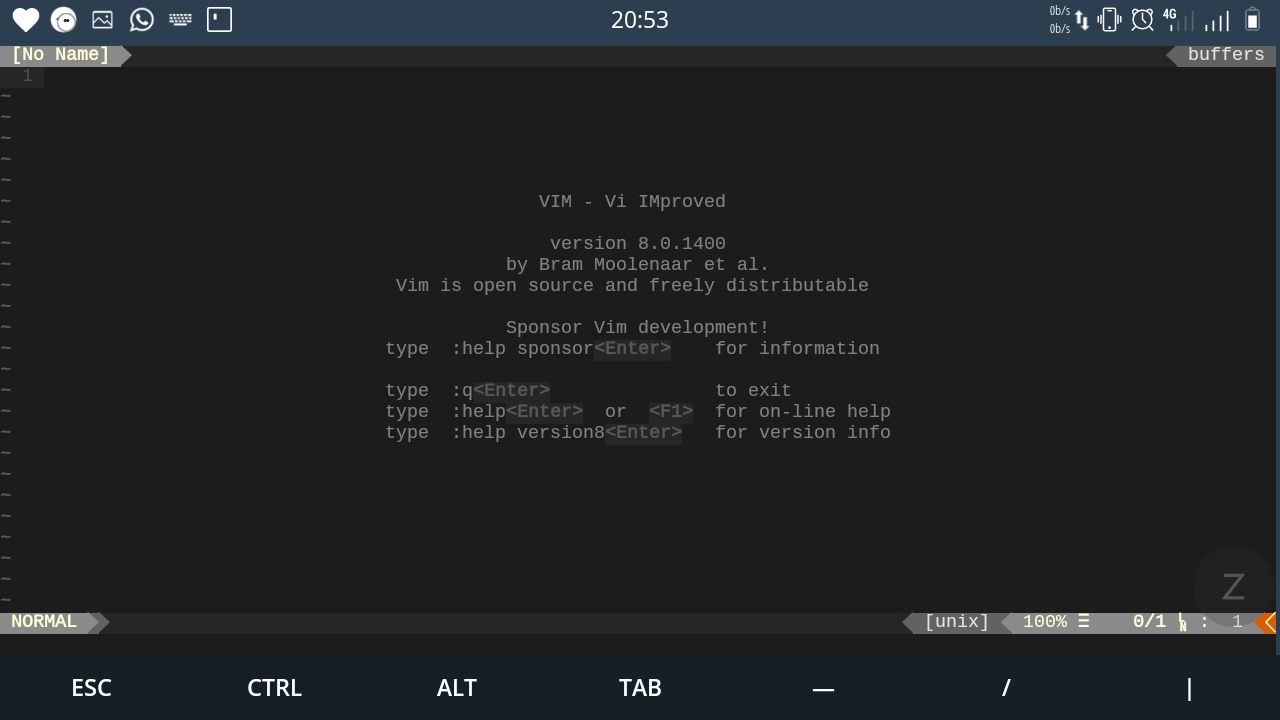 20:53
0b/s
0b/s
4G
[No Name]
buffers
1
~
~
~
~
~
~ VIM - Vi IMproved
~
~ version 8.0.1400
~ by Bram Moolenaar et al.
~ Vim is open source and freely distributable
~
~ Sponsor Vim development!
~ type :help sponsor<Enter> for information
~
~ type :q<Enter> to exit
~ type :help<Enter> or <F1> for on-line help
~ type :help version8<Enter> for version info
~
~
~
~
~
~
~
~
Z
NORMAL [unix] 100% ☰ 0/1 ␤ : 1
ESC CTRL ALT TAB — / |